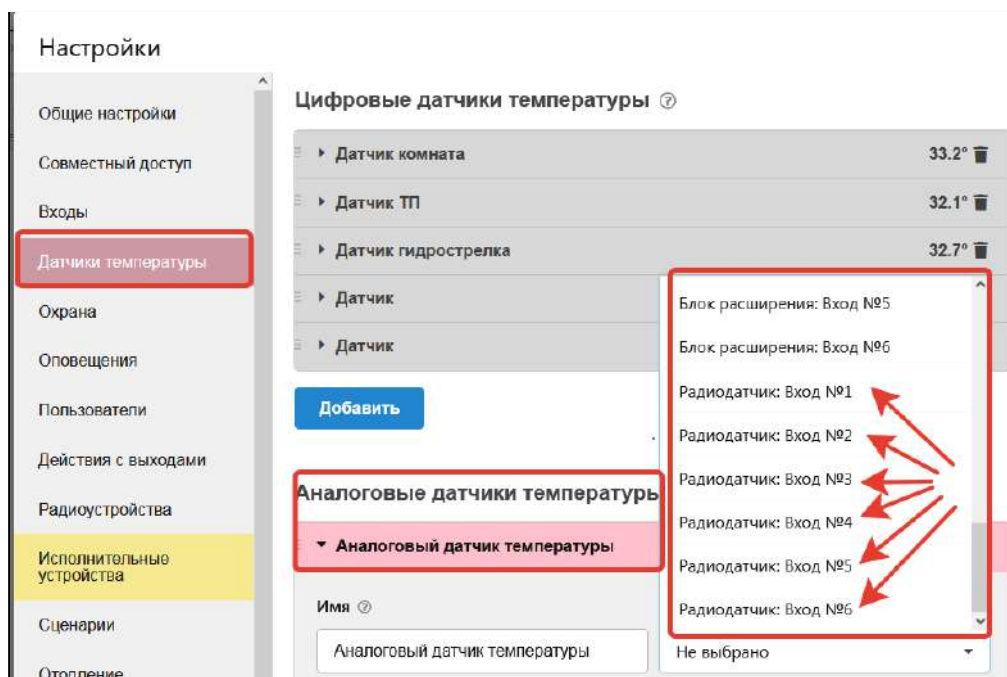 Настройки
Общие настройки
Совместный доступ
Входы
Датчики температуры
Охрана
Оповещения
Пользователи
Действия с выходами
Радиоустройства
Исполнительные
устройства
Сценарии
Отопление
Цифровые датчики температуры
Датчик комната 33.2°
Датчик ТП 32.1°
Датчик гидрострелка 32.7°
Датчик
Датчик
Добавить
Аналоговые датчики температуры
Аналоговый датчик температуры
Имя
Аналоговый датчик температуры
Блок расширения: Вход №5
Блок расширения: Вход №6
Радиодатчик: Вход №1
Радиодатчик: Вход №2
Радиодатчик: Вход №3
Радиодатчик: Вход №4
Радиодатчик: Вход №5
Радиодатчик: Вход №6
Не выбрано